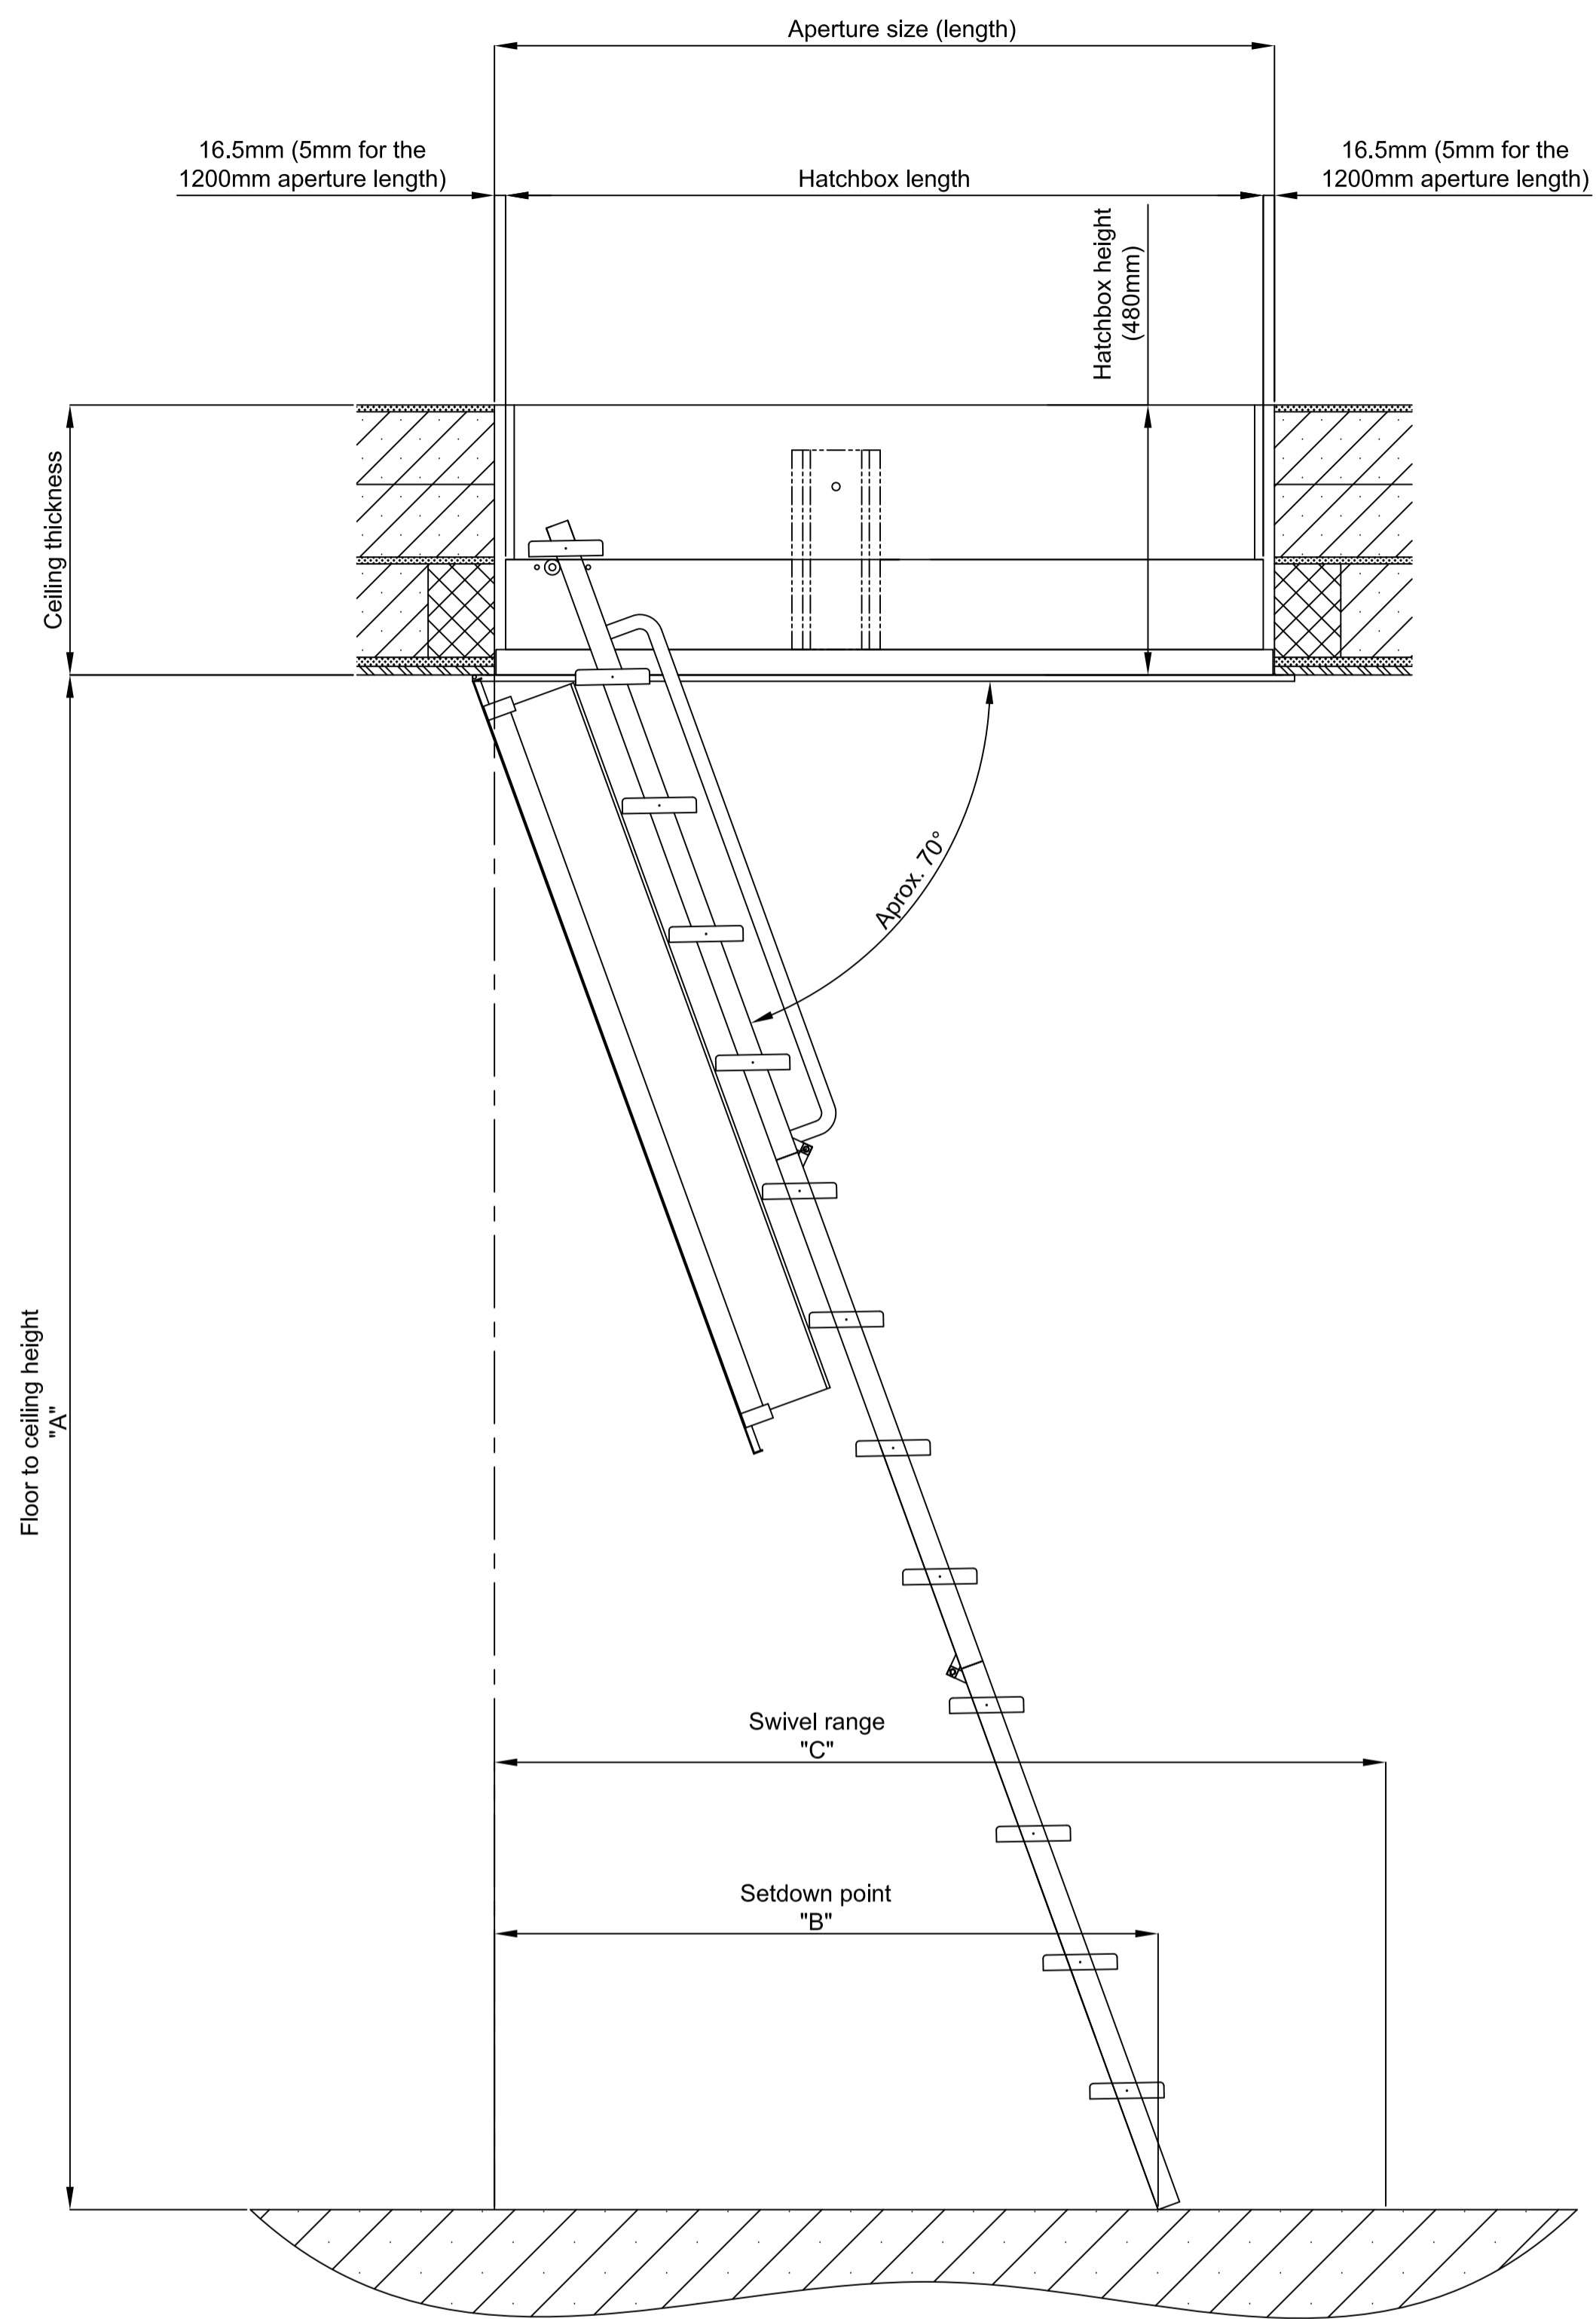 Aperture size (length)
16.5mm (5mm for the
1200mm aperture length)
Hatchbox length
16.5mm (5mm for the
1200mm aperture length)
Hatchbox height
(480mm)
Ceiling thickness
Aprox. 70°
Floor to ceiling height
"A"
Swivel range
"C"
Setdown point
"B"